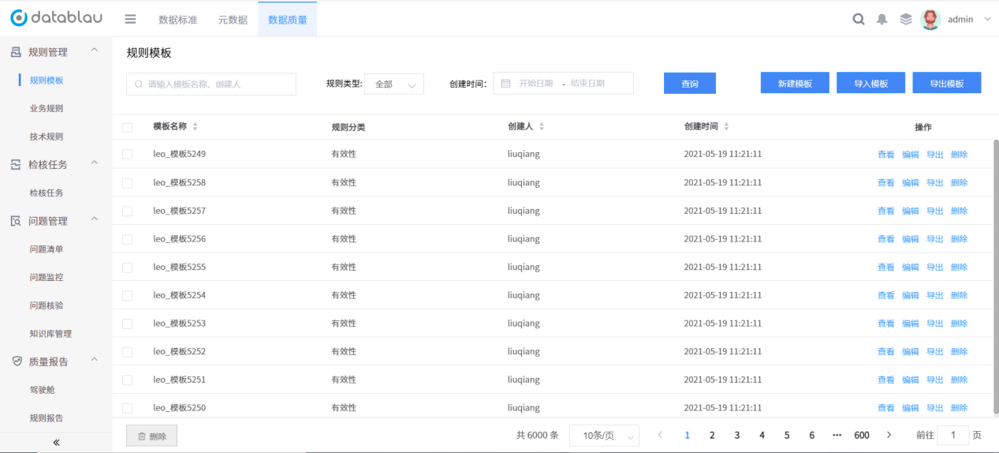 datablau
数据标准 元数据 数据质量
admin
规则管理
规则模板
业务规则
技术规则
检核任务
检核任务
问题管理
问题清单
问题监控
问题核验
知识库管理
质量报告
驾驶舱
规则报告
规则模板
请输入模板名称、创建人 规则类型: 全部 创建时间: 开始日期 - 结束日期 查询 新建模板 导入模板 导出模板
模板名称 规则分类 创建人 创建时间 操作
leo_模板5249 有效性 liuqiang 2021-05-19 11:21:11 查看 编辑 导出 删除
leo_模板5258 有效性 liuqiang 2021-05-19 11:21:11 查看 编辑 导出 删除
leo_模板5257 有效性 liuqiang 2021-05-19 11:21:11 查看 编辑 导出 删除
leo_模板5256 有效性 liuqiang 2021-05-19 11:21:11 查看 编辑 导出 删除
leo_模板5255 有效性 liuqiang 2021-05-19 11:21:11 查看 编辑 导出 删除
leo_模板5254 有效性 liuqiang 2021-05-19 11:21:11 查看 编辑 导出 删除
leo_模板5253 有效性 liuqiang 2021-05-19 11:21:11 查看 编辑 导出 删除
leo_模板5252 有效性 liuqiang 2021-05-19 11:21:11 查看 编辑 导出 删除
leo_模板5251 有效性 liuqiang 2021-05-19 11:21:11 查看 编辑 导出 删除
leo_模板5250 有效性 liuqiang 2021-05-19 11:21:11 查看 编辑 导出 删除
删除 共 6000 条 10条/页 < 1 2 3 4 5 6 ••• 600 > 前往 1 页